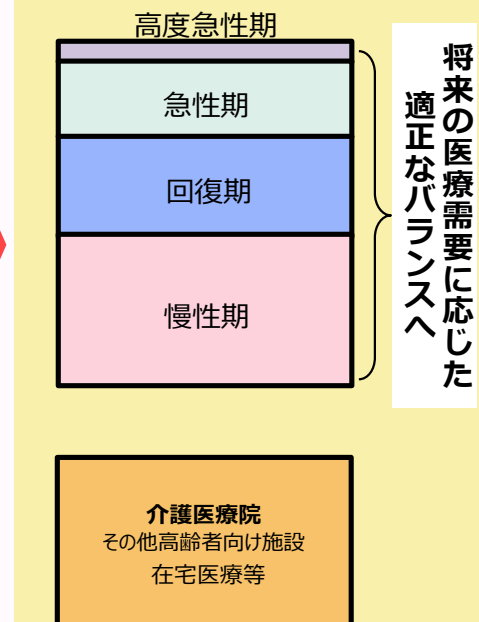 高度急性期
急性期
回復期
慢性期
将来の医療需要に応じた
適正なバランスへ
介護医療院
その他高齢者向け施設
在宅医療等